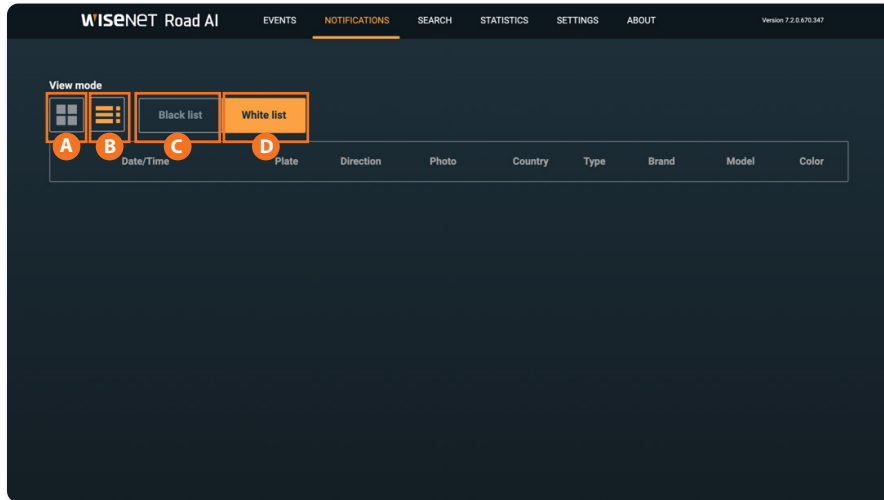 WISENET Road AI EVENTS NOTIFICATIONS SEARCH STATISTICS SETTINGS ABOUT Version 7.2.0.670.347
View mode
Black list White list
A B C D
Date/Time Plate Direction Photo Country Type Brand Model Color